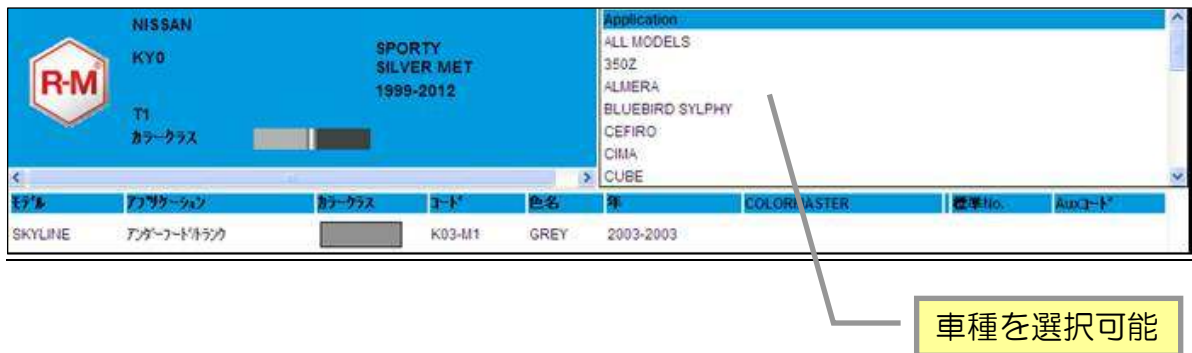 R-M
NISSAN
KY0
SPORTY
SILVER MET
1999-2012
T1
カラークラス
Application
ALL MODELS
350Z
ALMERA
BLUEBIRD SYLPHY
CEFIRO
CIMA
CUBE
モデル アプリケーション カラークラス コード 色名 年 COLORMASTER 標準No. Auxコード
SKYLINE アンダーフード/トランク K03-M1 GREY 2003-2003
車種を選択可能